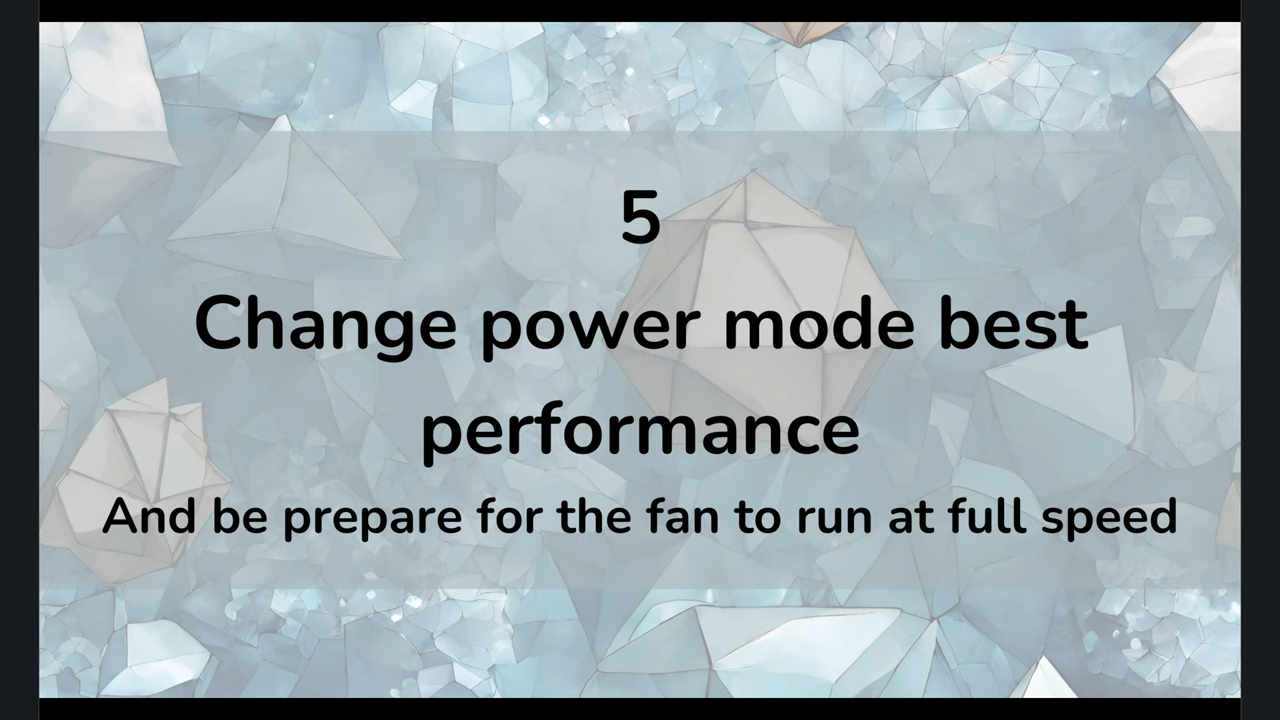 5
Change power mode best
performance
And be prepare for the fan to run at full speed